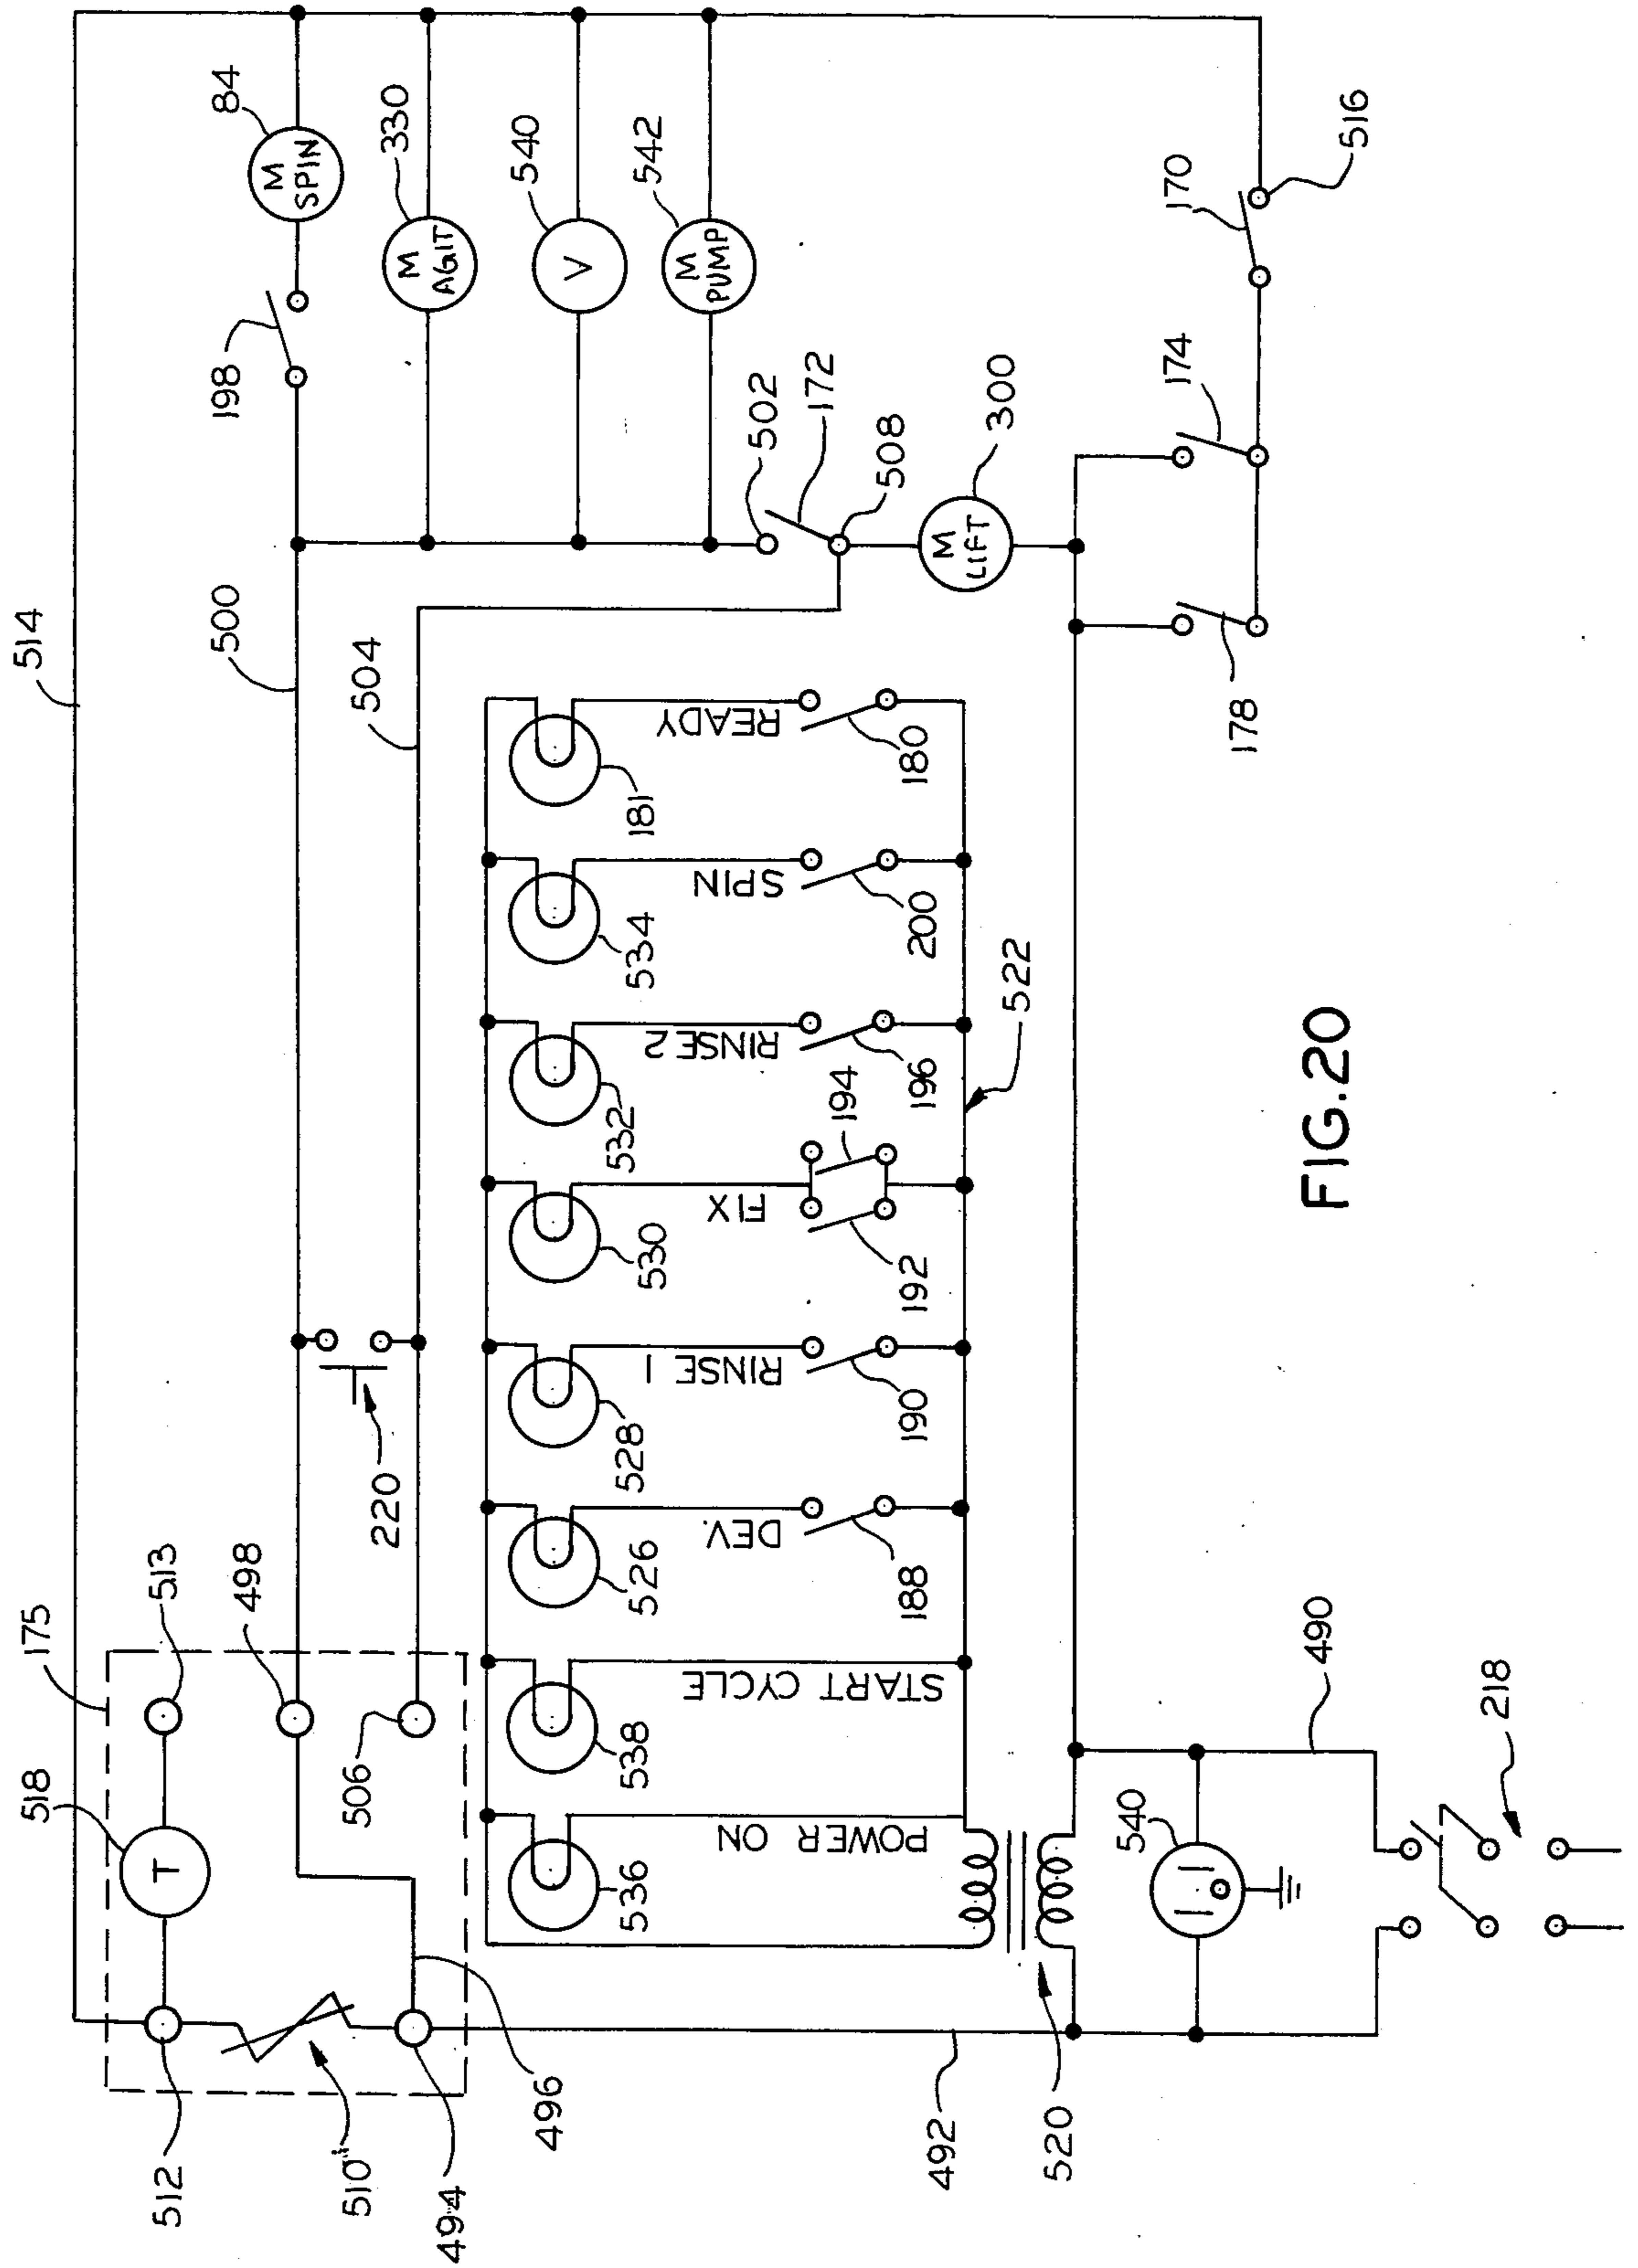 514
175
518
512
513
498
84
M
SPIN
198
500
220
506
510
504
M
AGIT
330
494
496
V
540
536
538
526
528
530
532
534
181
M
PUMP
542
POWER ON
START CYCLE
DEV.
RINSE 1
FIX
RINSE 2
SPIN
READY
502
172
508
194
188
190
192
196
200
180
492
520
522
M
LIFT
300
540
174
170
178
490
218
516
FIG.20
T